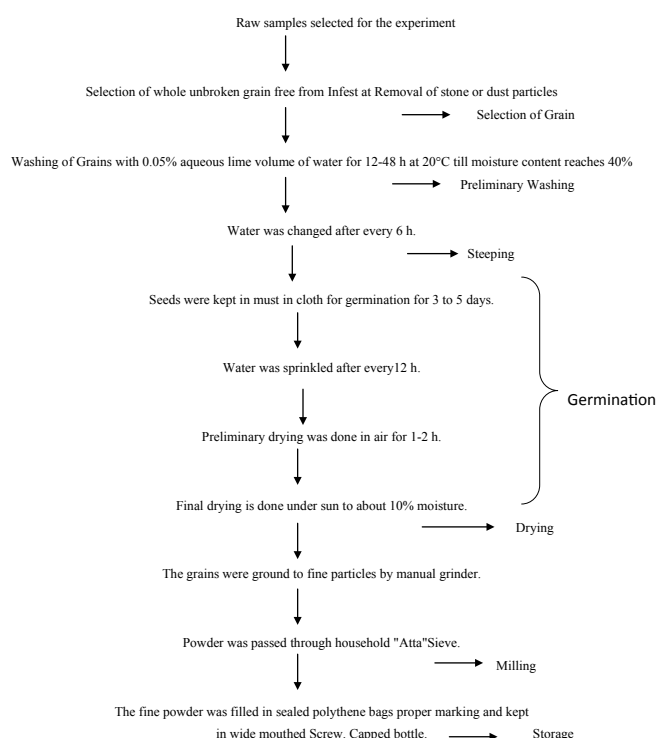 Raw samples selected for the experiment
Selection of whole unbroken grain free from Infest at Removal of stone or dust particles
Selection of Grain
Washing of Grains with 0.05% aqueous lime volume of water for 12-48 h at 20°C till moisture content reaches 40%
Preliminary Washing
Water was changed after every 6 h.
Steeping
Seeds were kept in must in cloth for germination for 3 to 5 days.
Water was sprinkled after every12 h.
Germination
Preliminary drying was done in air for 1-2 h.
Final drying is done under sun to about 10% moisture.
Drying
The grains were ground to fine particles by manual grinder.
Powder was passed through household "Atta"Sieve.
Milling
The fine powder was filled in sealed polythene bags proper marking and kept
in wide mouthed Screw. Capped bottle.
Storage